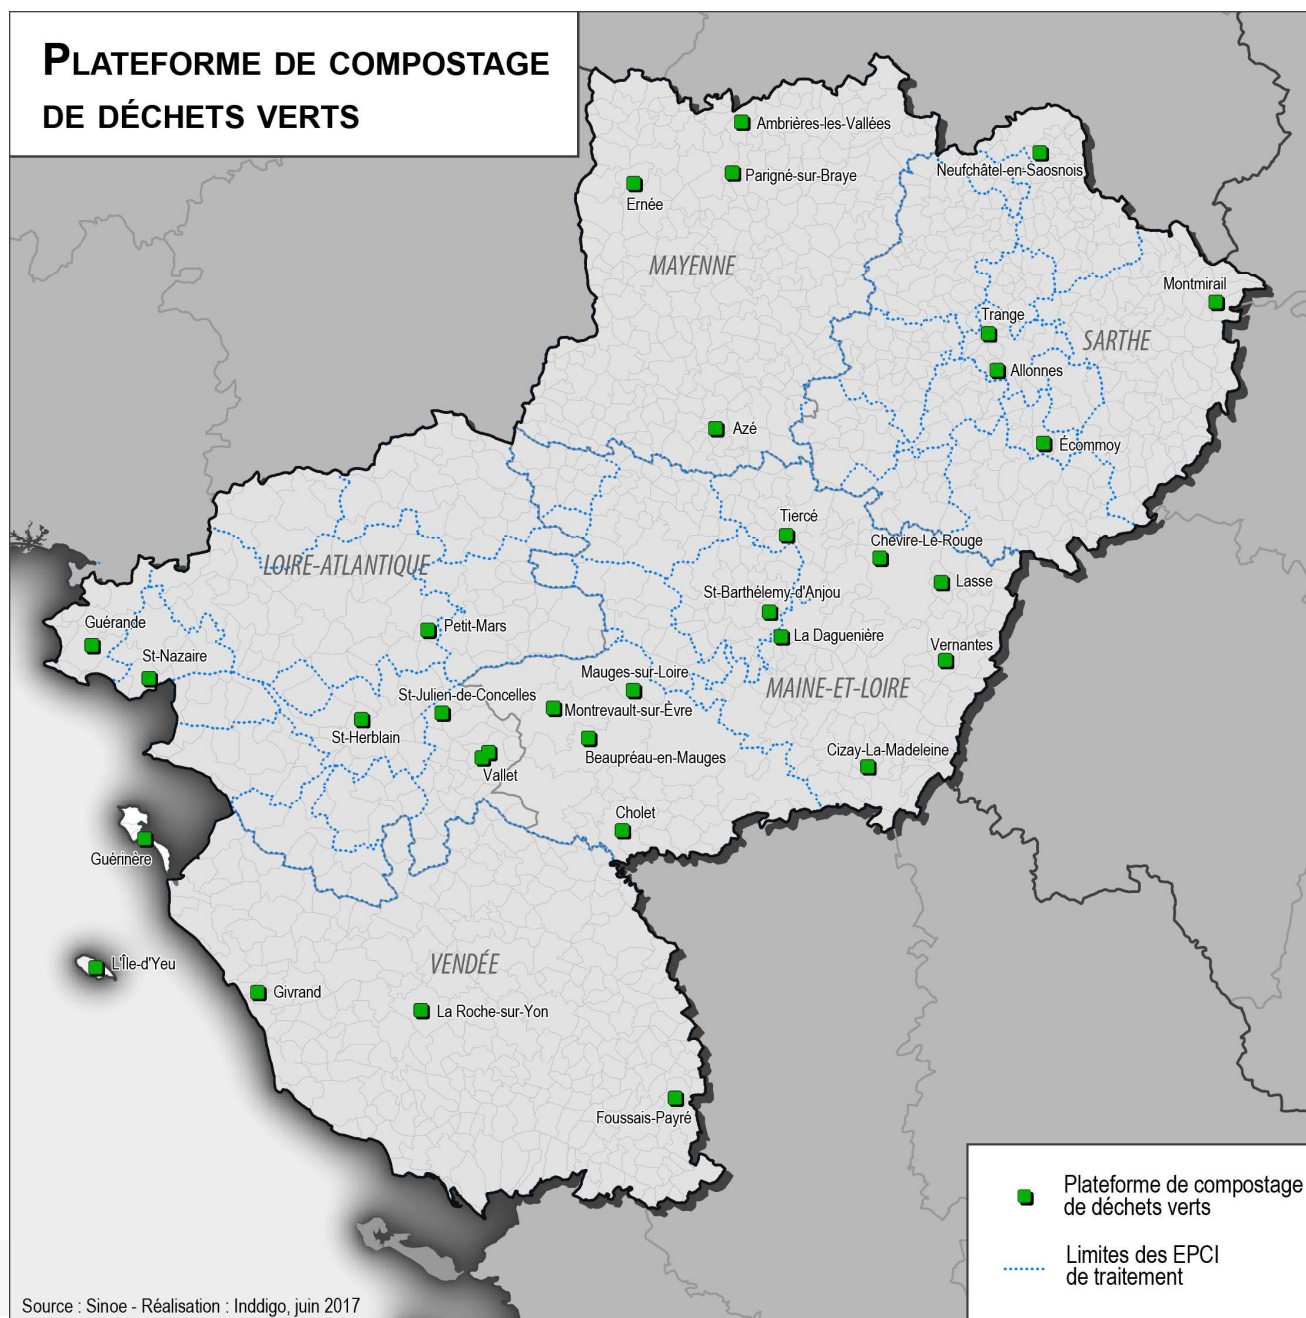 PLATEFORME DE COMPOSTAGE
DE DÉCHETS VERTS
Ambrières-les-Vallées
Neufchâtel-en-Saosnois
Parigné-sur-Braye
Ernée
MAYENNE
Montmirail
Trange
SARTHE
Allonnes
Azé
Écommoy
Tiercé
Chevire-Le-Rouge
LOIRE-ATLANTIQUE
Lasse
St-Barthélemy-d'Anjou
Guérande
Petit-Mars
La Daguenière
Vernantes
St-Nazaire
Mauges-sur-Loire
MAINE-ET-LOIRE
St-Julien-de-Concelles
Montrevault-sur-Èvre
St-Herblain
Cizay-La-Madeleine
Beaupréau-en-Mauges
Vallet
Cholet
Guérinère
L'Île-d'Yeu
VENDÉE
Givrand
La Roche-sur-Yon
Foussais-Payré
Plateforme de compostage
de déchets verts
Limites des EPCI
de traitement
Source : Sinoe - Réalisation : Inddigo, juin 2017